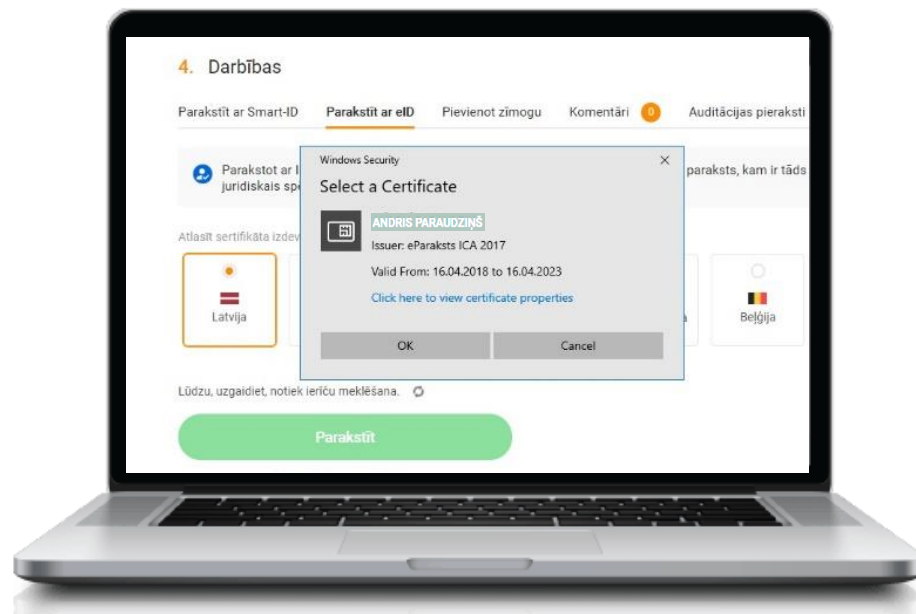 4. Darbības
Parakstīt ar Smart-ID Parakstīt ar eID Pievienot zīmogu Komentāri 0 Auditācijas pieraksti
Windows Security
Select a Certificate
ANDRIS PARAUDZIŅŠ
Issuer: eParaksts ICA 2017
Valid From: 16.04.2018 to 16.04.2023
Click here to view certificate properties
OK Cancel
Parakstot ar
paraksts, kam ir tāds
juridiskais
Atlasīt sertifikāta
Latvija
Beļģija
Lūdzu, uzgaidiet, notiek ierīču meklēšana.
Parakstīt